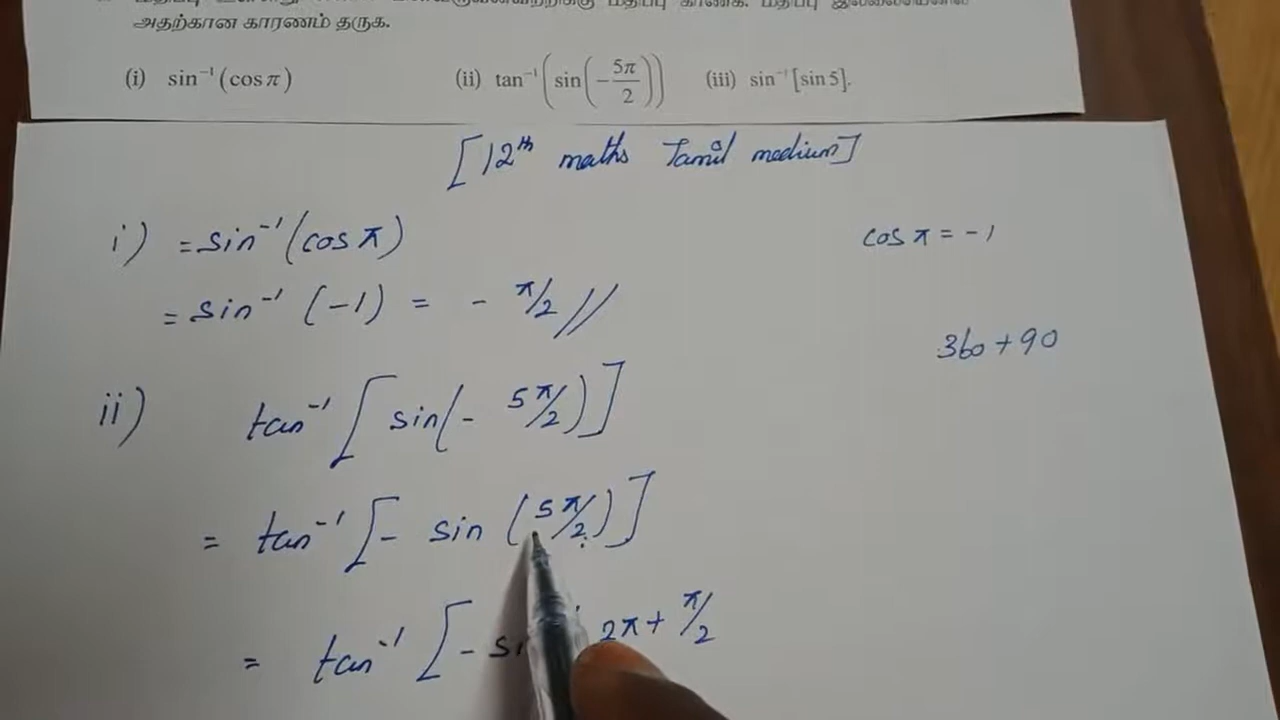 மதிப்பு காண்க. மதிப்பு
அதற்கான காரணம் தருக.
(i) sin⁻¹(cos π) (ii) tan⁻¹(sin(-5π/2)) (iii) sin⁻¹[sin 5].
[12th maths Tamil medium]
i) = sin⁻¹(cos π) cos π = -1
= sin⁻¹ (-1) = - π/2 //
360 + 90
ii) tan⁻¹ [ sin(- 5π/2) ]
= tan⁻¹ [ - sin (5π/2) ]
= tan⁻¹ [ - 2π + π/2